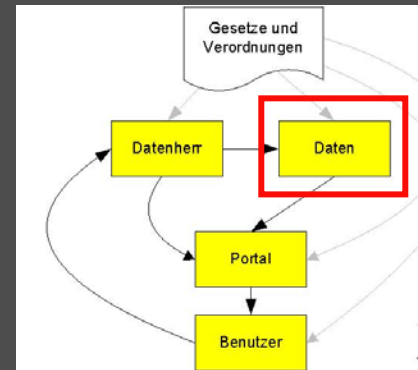 Gesetze und
Verordnungen
Datenherr
Daten
Portal
Benutzer